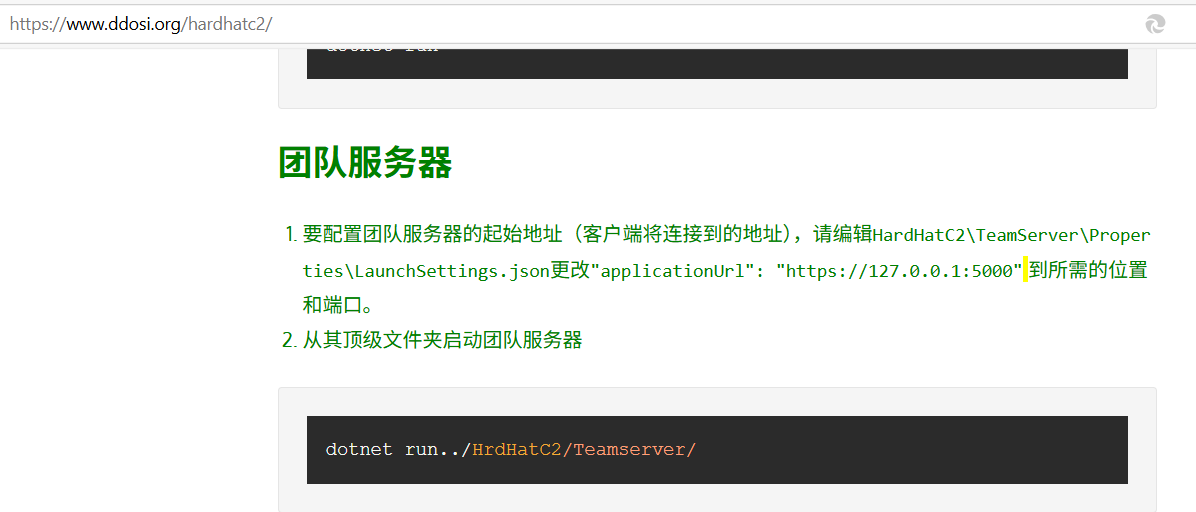 https://www.ddosi.org/hardhatc2/
dotnet run
团队服务器
1. 要配置团队服务器的起始地址（客户端将连接到的地址），请编辑HardHatC2\TeamServer\Proper
ties\LaunchSettings.json更改"applicationUrl": "https://127.0.0.1:5000"到所需的位置
和端口。
2. 从其顶级文件夹启动团队服务器
dotnet run../HrdHatC2/Teamserver/